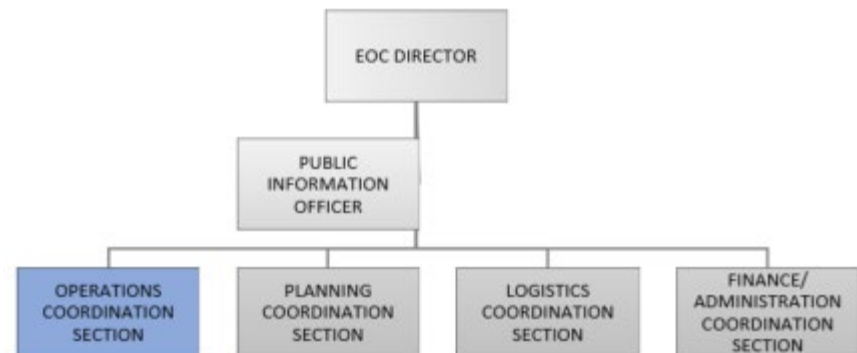 EOC DIRECTOR
PUBLIC
INFORMATION
OFFICER
OPERATIONS
COORDINATION
SECTION
PLANNING
COORDINATION
SECTION
LOGISTICS
COORDINATION
SECTION
FINANCE/
ADMINISTRATION
COORDINATION
SECTION